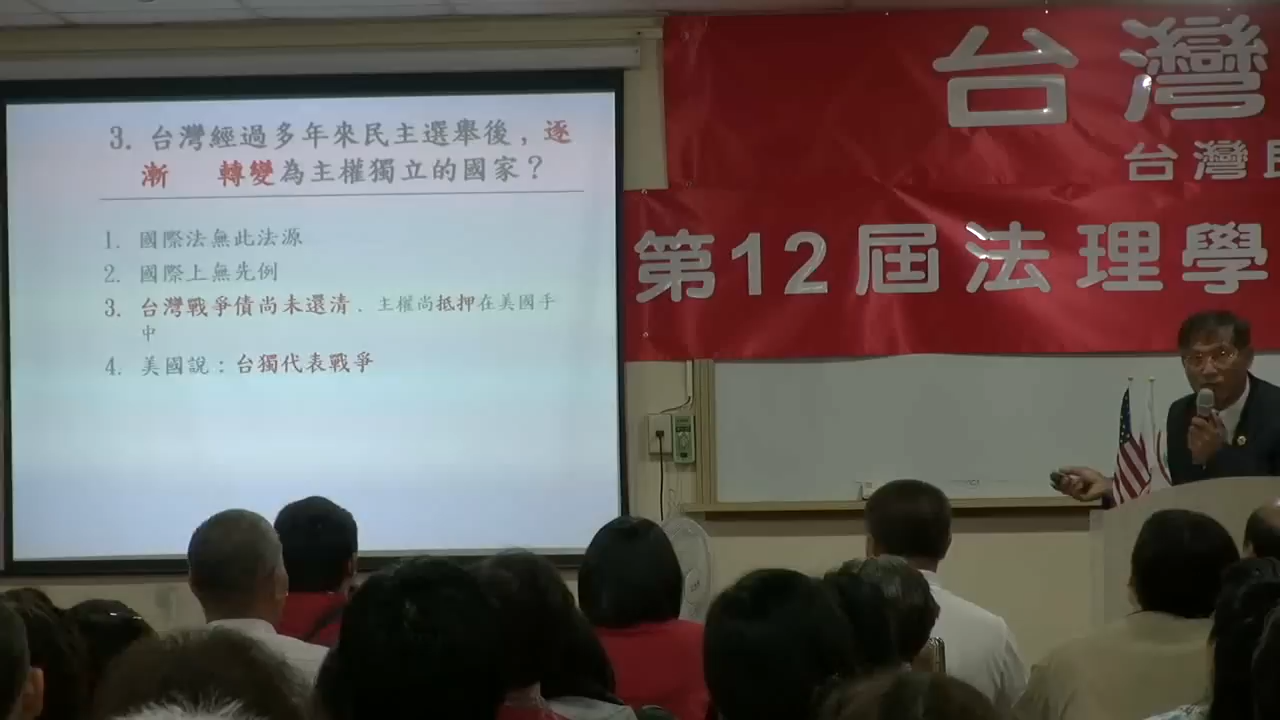 3. 台灣經過多年來民主選舉後,逐
漸 轉變為主權獨立的國家?
1. 國際法無此法源
2. 國際上無先例
3. 台灣戰爭債尚未還清﹐主權尚抵押在美國手
中
4. 美國說:台獨代表戰爭
台灣
台灣
第12屆法理學